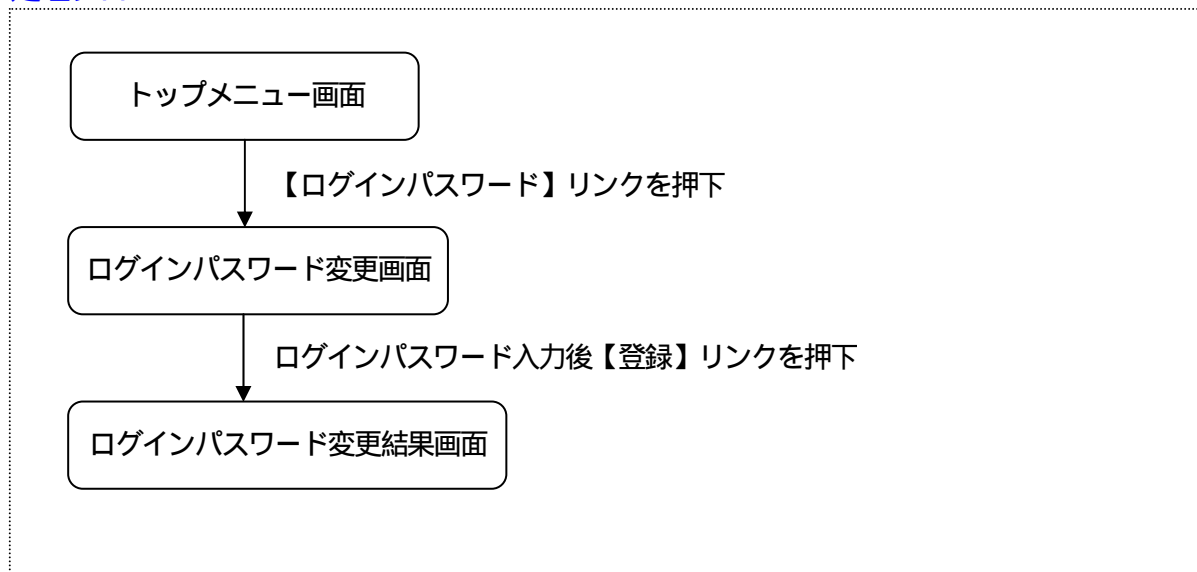 トップメニュー画面
【ログインパスワード】リンクを押下
ログインパスワード変更画面
ログインパスワード入力後【登録】リンクを押下
ログインパスワード変更結果画面